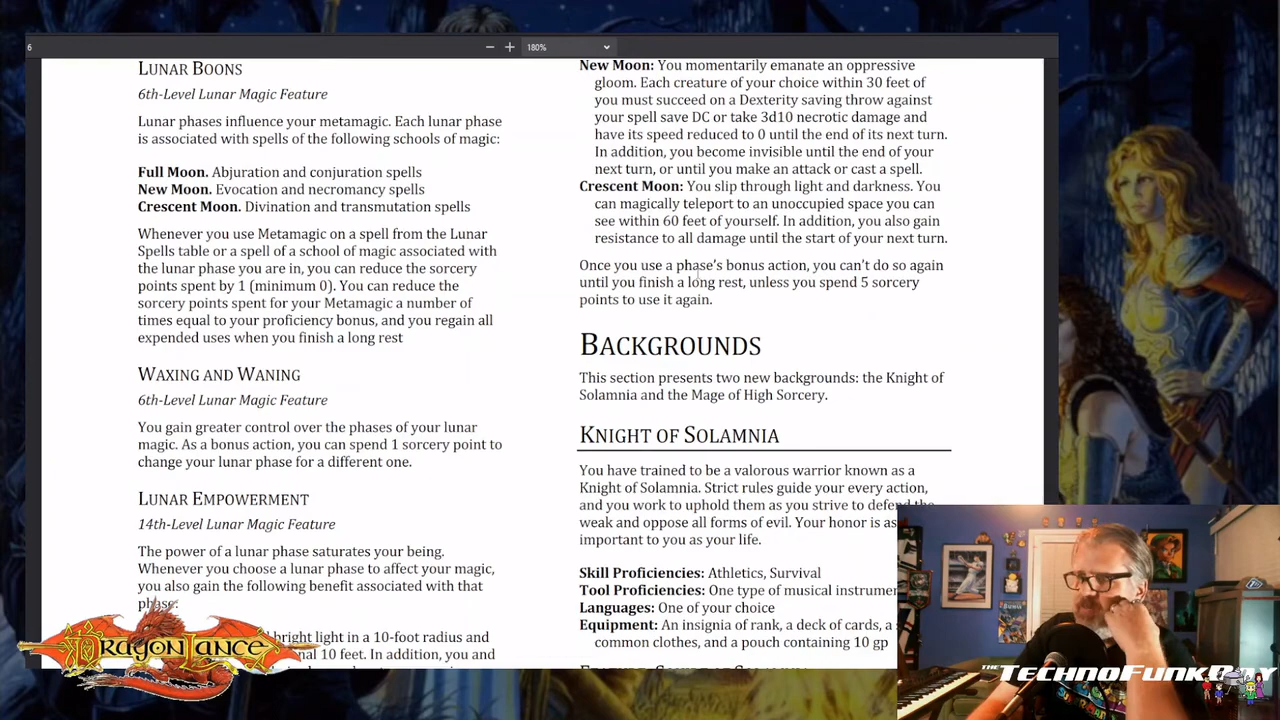 6
180%
LUNAR BOONS
6th-Level Lunar Magic Feature
Lunar phases influence your metamagic. Each lunar phase
is associated with spells of the following schools of magic:
Full Moon. Abjuration and conjuration spells
New Moon. Evocation and necromancy spells
Crescent Moon. Divination and transmutation spells
Whenever you use Metamagic on a spell from the Lunar
Spells table or a spell of a school of magic associated with
the lunar phase you are in, you can reduce the sorcery
points spent by 1 (minimum 0). You can reduce the
sorcery points spent for your Metamagic a number of
times equal to your proficiency bonus, and you regain all
expended uses when you finish a long rest
WAXING AND WANING
6th-Level Lunar Magic Feature
You gain greater control over the phases of your lunar
magic. As a bonus action, you can spend 1 sorcery point to
change your lunar phase for a different one.
LUNAR EMPOWERMENT
14th-Level Lunar Magic Feature
The power of a lunar phase saturates your being.
Whenever you choose a lunar phase to affect your magic,
you also gain the following benefit associated with that
phase.
bright light in a 10-foot radius and
10 feet. In addition, you and
New Moon: You momentarily emanate an oppressive
gloom. Each creature of your choice within 30 feet of
you must succeed on a Dexterity saving throw against
your spell save DC or take 3d10 necrotic damage and
have its speed reduced to 0 until the end of its next turn.
In addition, you become invisible until the end of your
next turn, or until you make an attack or cast a spell.
Crescent Moon: You slip through light and darkness. You
can magically teleport to an unoccupied space you can
see within 60 feet of yourself. In addition, you also gain
resistance to all damage until the start of your next turn.
Once you use a phase's bonus action, you can't do so again
until you finish a long rest, unless you spend 5 sorcery
points to use it again.
BACKGROUNDS
This section presents two new backgrounds: the Knight of
Solamnia and the Mage of High Sorcery.
KNIGHT OF SOLAMNIA
You have trained to be a valorous warrior known as a
Knight of Solamnia. Strict rules guide your every action,
and you work to uphold them as you strive to defend the
weak and oppose all forms of evil. Your honor is as
important to you as your life.
Skill Proficiencies: Athletics, Survival
Tool Proficiencies: One type of musical instrumen
Languages: One of your choice
Equipment: An insignia of rank, a deck of cards, a
common clothes, and a pouch containing 10 gp
DRAGONLANCE
THE TECHNOFUNKBOY